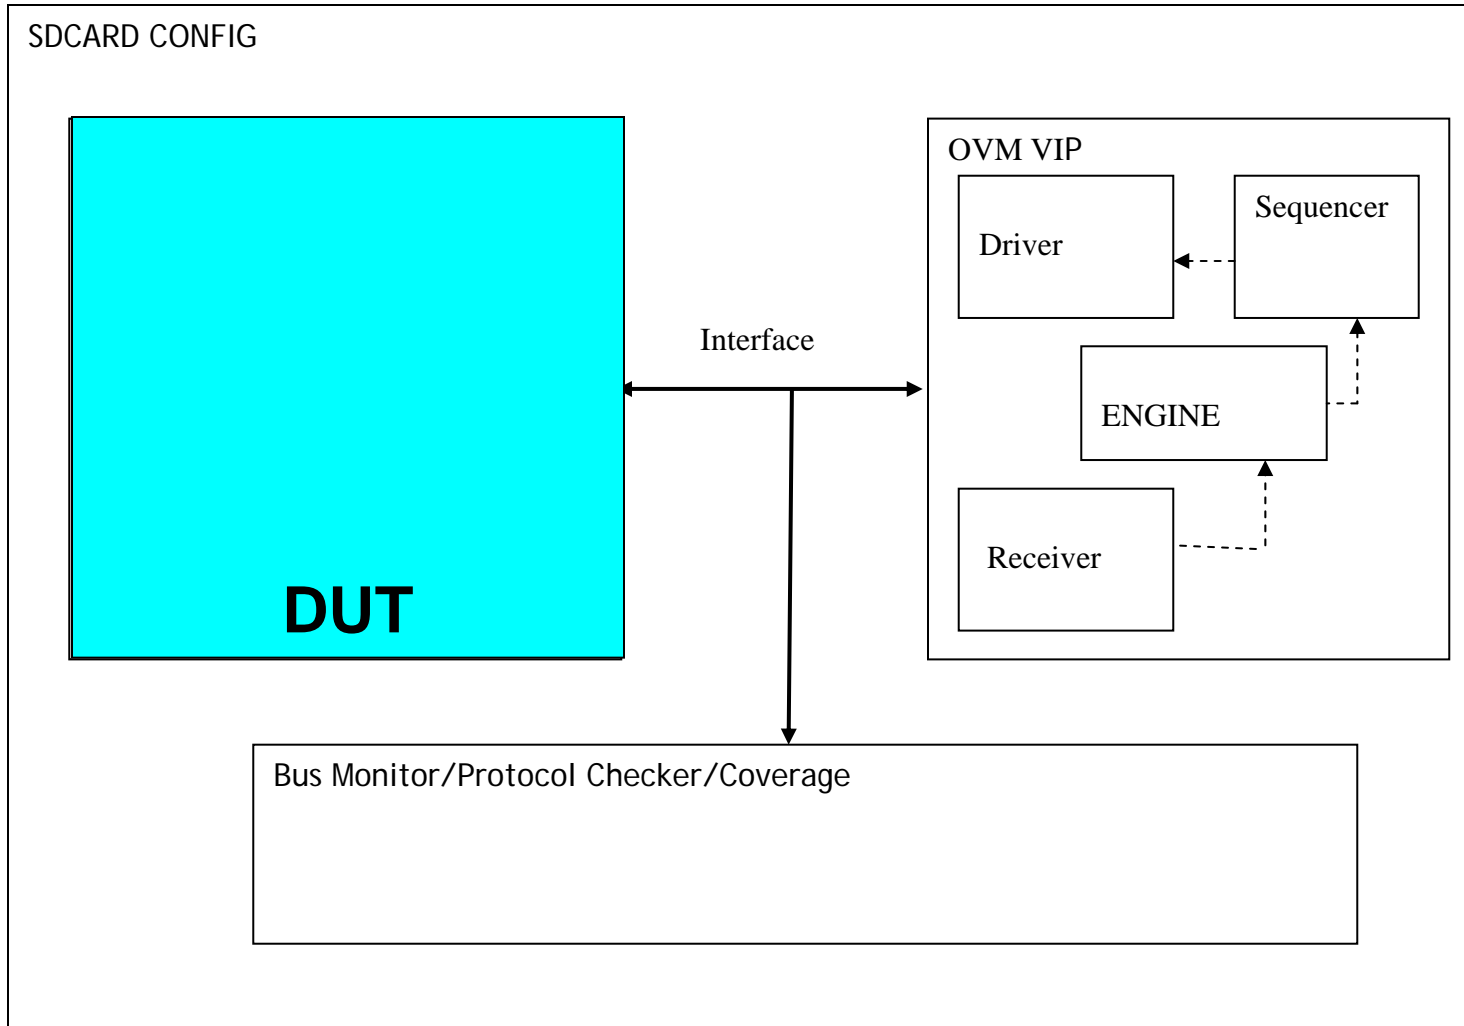 SDCARD CONFIG
OVM VIP
Sequencer
Driver
Interface
ENGINE
Receiver
DUT
Bus Monitor/Protocol Checker/Coverage